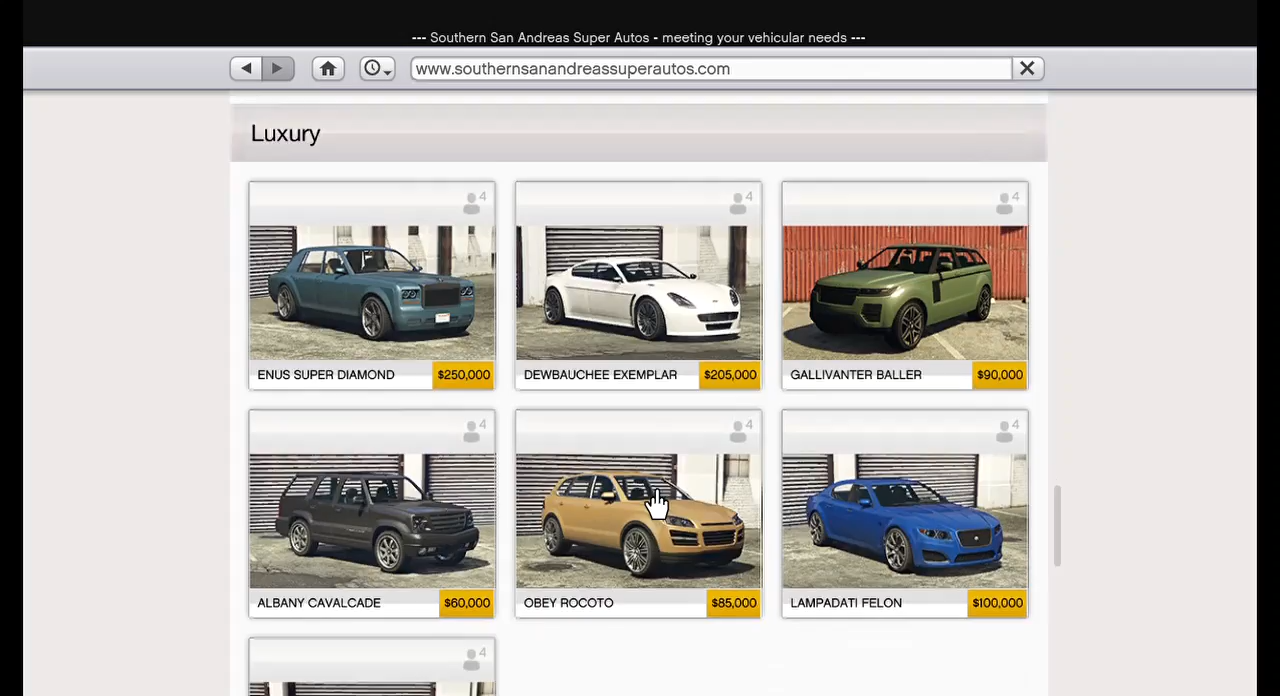 --- Southern San Andreas Super Autos - meeting your vehicular needs ---
www.southernsanandreassuperautos.com
Luxury
4
4
4
ENUS SUPER DIAMOND $250,000
DEWBAUCHEE EXEMPLAR $205,000
GALLIVANTER BALLER $90,000
4
4
4
ALBANY CAVALCADE $60,000
OBEY ROCOTO $85,000
LAMPADATI FELON $100,000
4